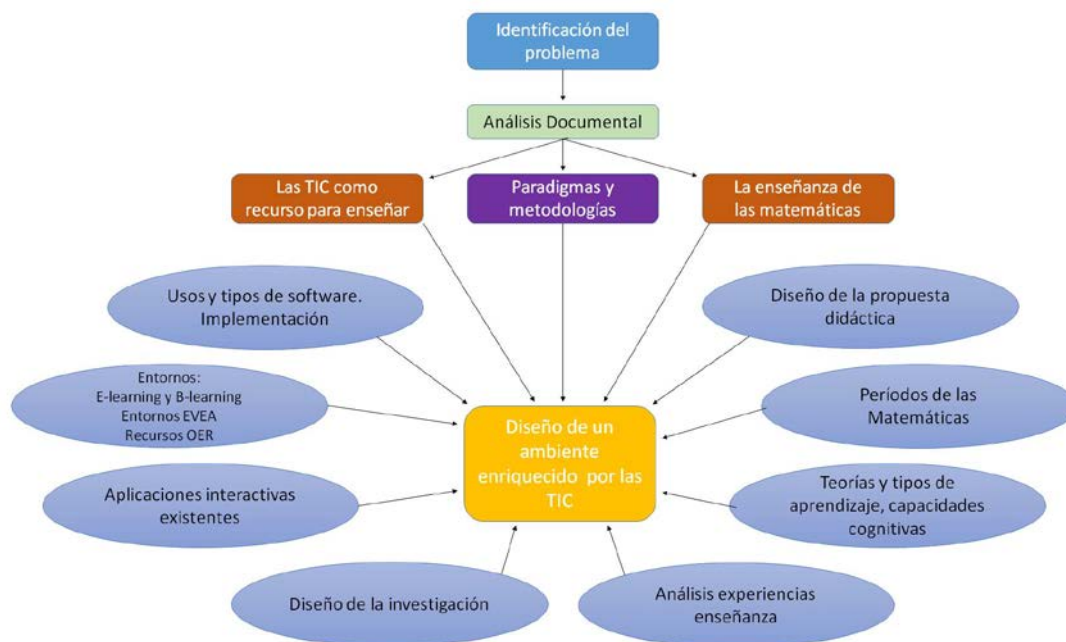 Identificación del
problema
Análisis Documental
Las TIC como
recurso para enseñar
Paradigmas y
metodologías
La enseñanza de
las matemáticas
Usos y tipos de software.
Implementación
Diseño de la propuesta
didáctica
Entornos:
E-learning y B-learning
Entornos EVEA
Recursos OER
Períodos de las
Matemáticas
Diseño de un
ambiente
enriquecido por las
TIC
Aplicaciones interactivas
existentes
Teorías y tipos de
aprendizaje, capacidades
cognitivas
Diseño de la investigación
Análisis experiencias
enseñanza